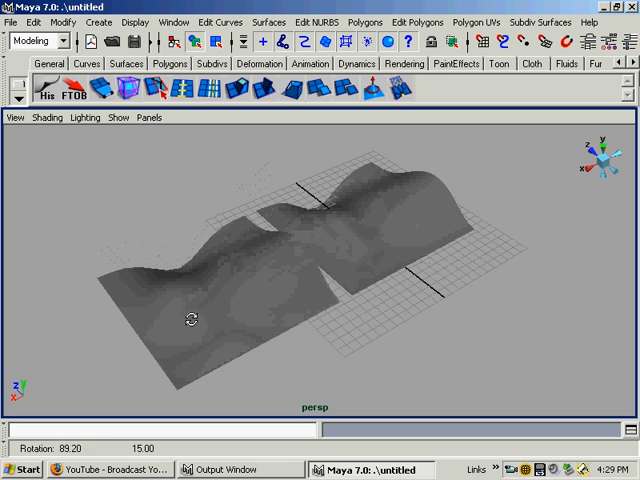 Maya 7.0: .\untitled
File Modify Create Display Window Edit Curves Surfaces Edit NURBS Polygons Edit Polygons Polygon UVs Subdiv Surfaces Help
Modeling
General Curves Surfaces Polygons Subdivs Deformation Animation Dynamics Rendering PaintEffects Toon Cloth Fluids Fur
His FTOB
View Shading Lighting Show Panels
y
z
x
z
x
persp
Rotation: 89.20 15.00
Start YouTube - Broadcast Yo... Output Window Maya 7.0: .\untitled Links » 4:29 PM